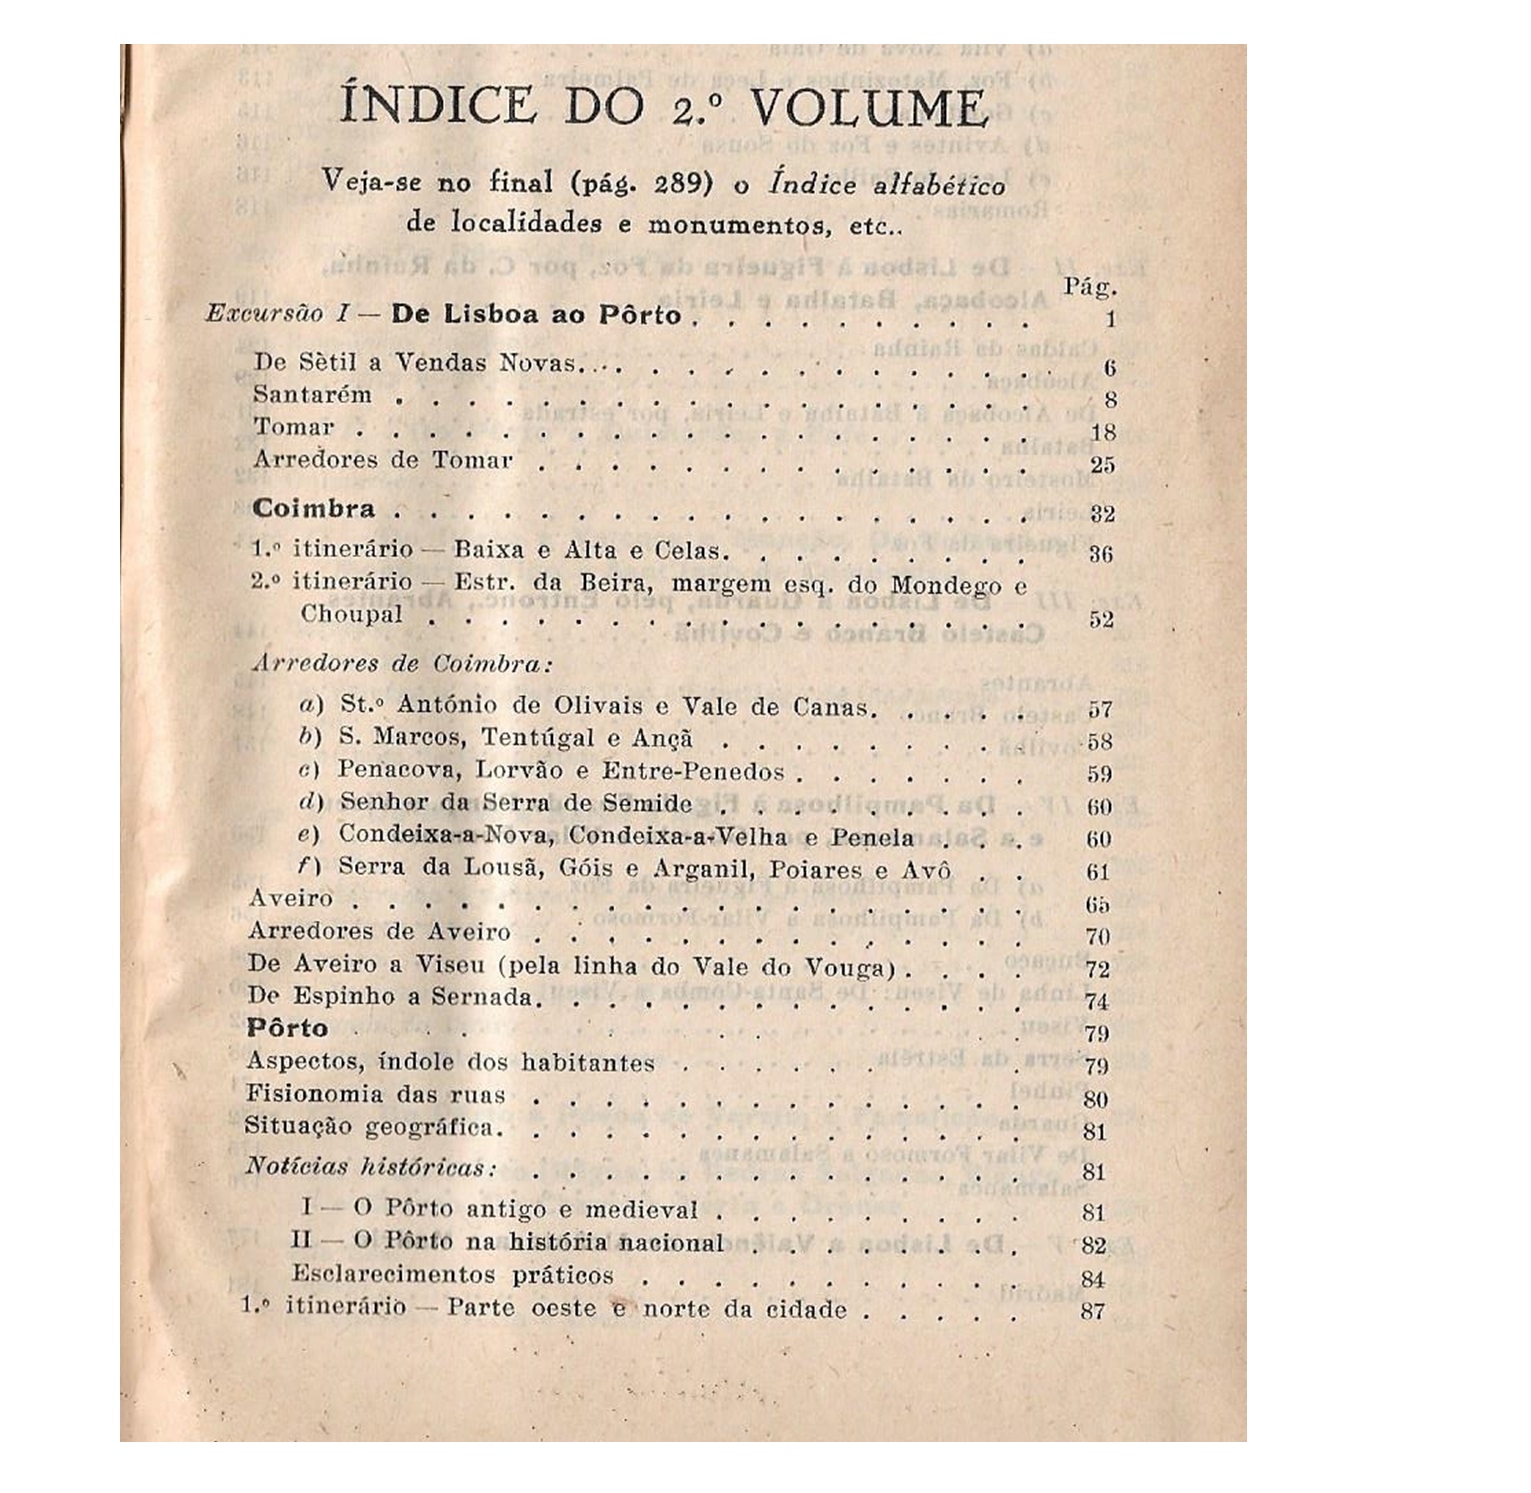 ÍNDICE DO 2.º VOLUME
Veja-se no final (pág. 289) o Índice alfabético
de localidades e monumentos, etc..
Pág.
Excursão I — De Lisboa ao Pôrto . . . . . . . . . . 1
De Sètil a Vendas Novas. . . . . . . . . . . . . . . 6
Santarém . . . . . . . . . . . . . . . . . . 8
Tomar . . . . . . . . . . . . . . . . . . . 18
Arredores de Tomar . . . . . . . . . . . . . . 25
Coimbra . . . . . . . . . . . . . . . . . . 32
1.º itinerário — Baixa e Alta e Celas. . . . . . . . . 36
2.º itinerário — Estr. da Beira, margem esq. do Mondego e
Choupal . . . . . . . . . . . . . . . . . 52
Arredores de Coimbra:
a) St.º António de Olivais e Vale de Canas. . . . . 57
b) S. Marcos, Tentúgal e Ançã . . . . . . . . . 58
c) Penacova, Lorvão e Entre-Penedos . . . . . . . 59
d) Senhor da Serra de Semide . . . . . . . . . 60
e) Condeixa-a-Nova, Condeixa-a-Velha e Penela . . . 60
f) Serra da Lousã, Góis e Arganil, Poiares e Avô . . 61
Aveiro . . . . . . . . . . . . . . . . . . . 65
Arredores de Aveiro . . . . . . . . . . . . . . 70
De Aveiro a Viseu (pela linha do Vale do Vouga) . . . . 72
De Espinho a Sernada. . . . . . . . . . . . . . 74
Pôrto . . . . . . . . . 79
Aspectos, índole dos habitantes . . . . . . . 79
Fisionomia das ruas . . . . . . . . . . . . . . 80
Situação geográfica. . . . . . . . . . . . . . . 81
Notícias históricas: . . . . . . . . . . . . . . 81
I — O Pôrto antigo e medieval . . . . . . . . . 81
II — O Pôrto na história nacional . . . . . . . . 82
Esclarecimentos práticos . . . . . . . . . . . 84
1.º itinerário — Parte oeste e norte da cidade . . . . . 87